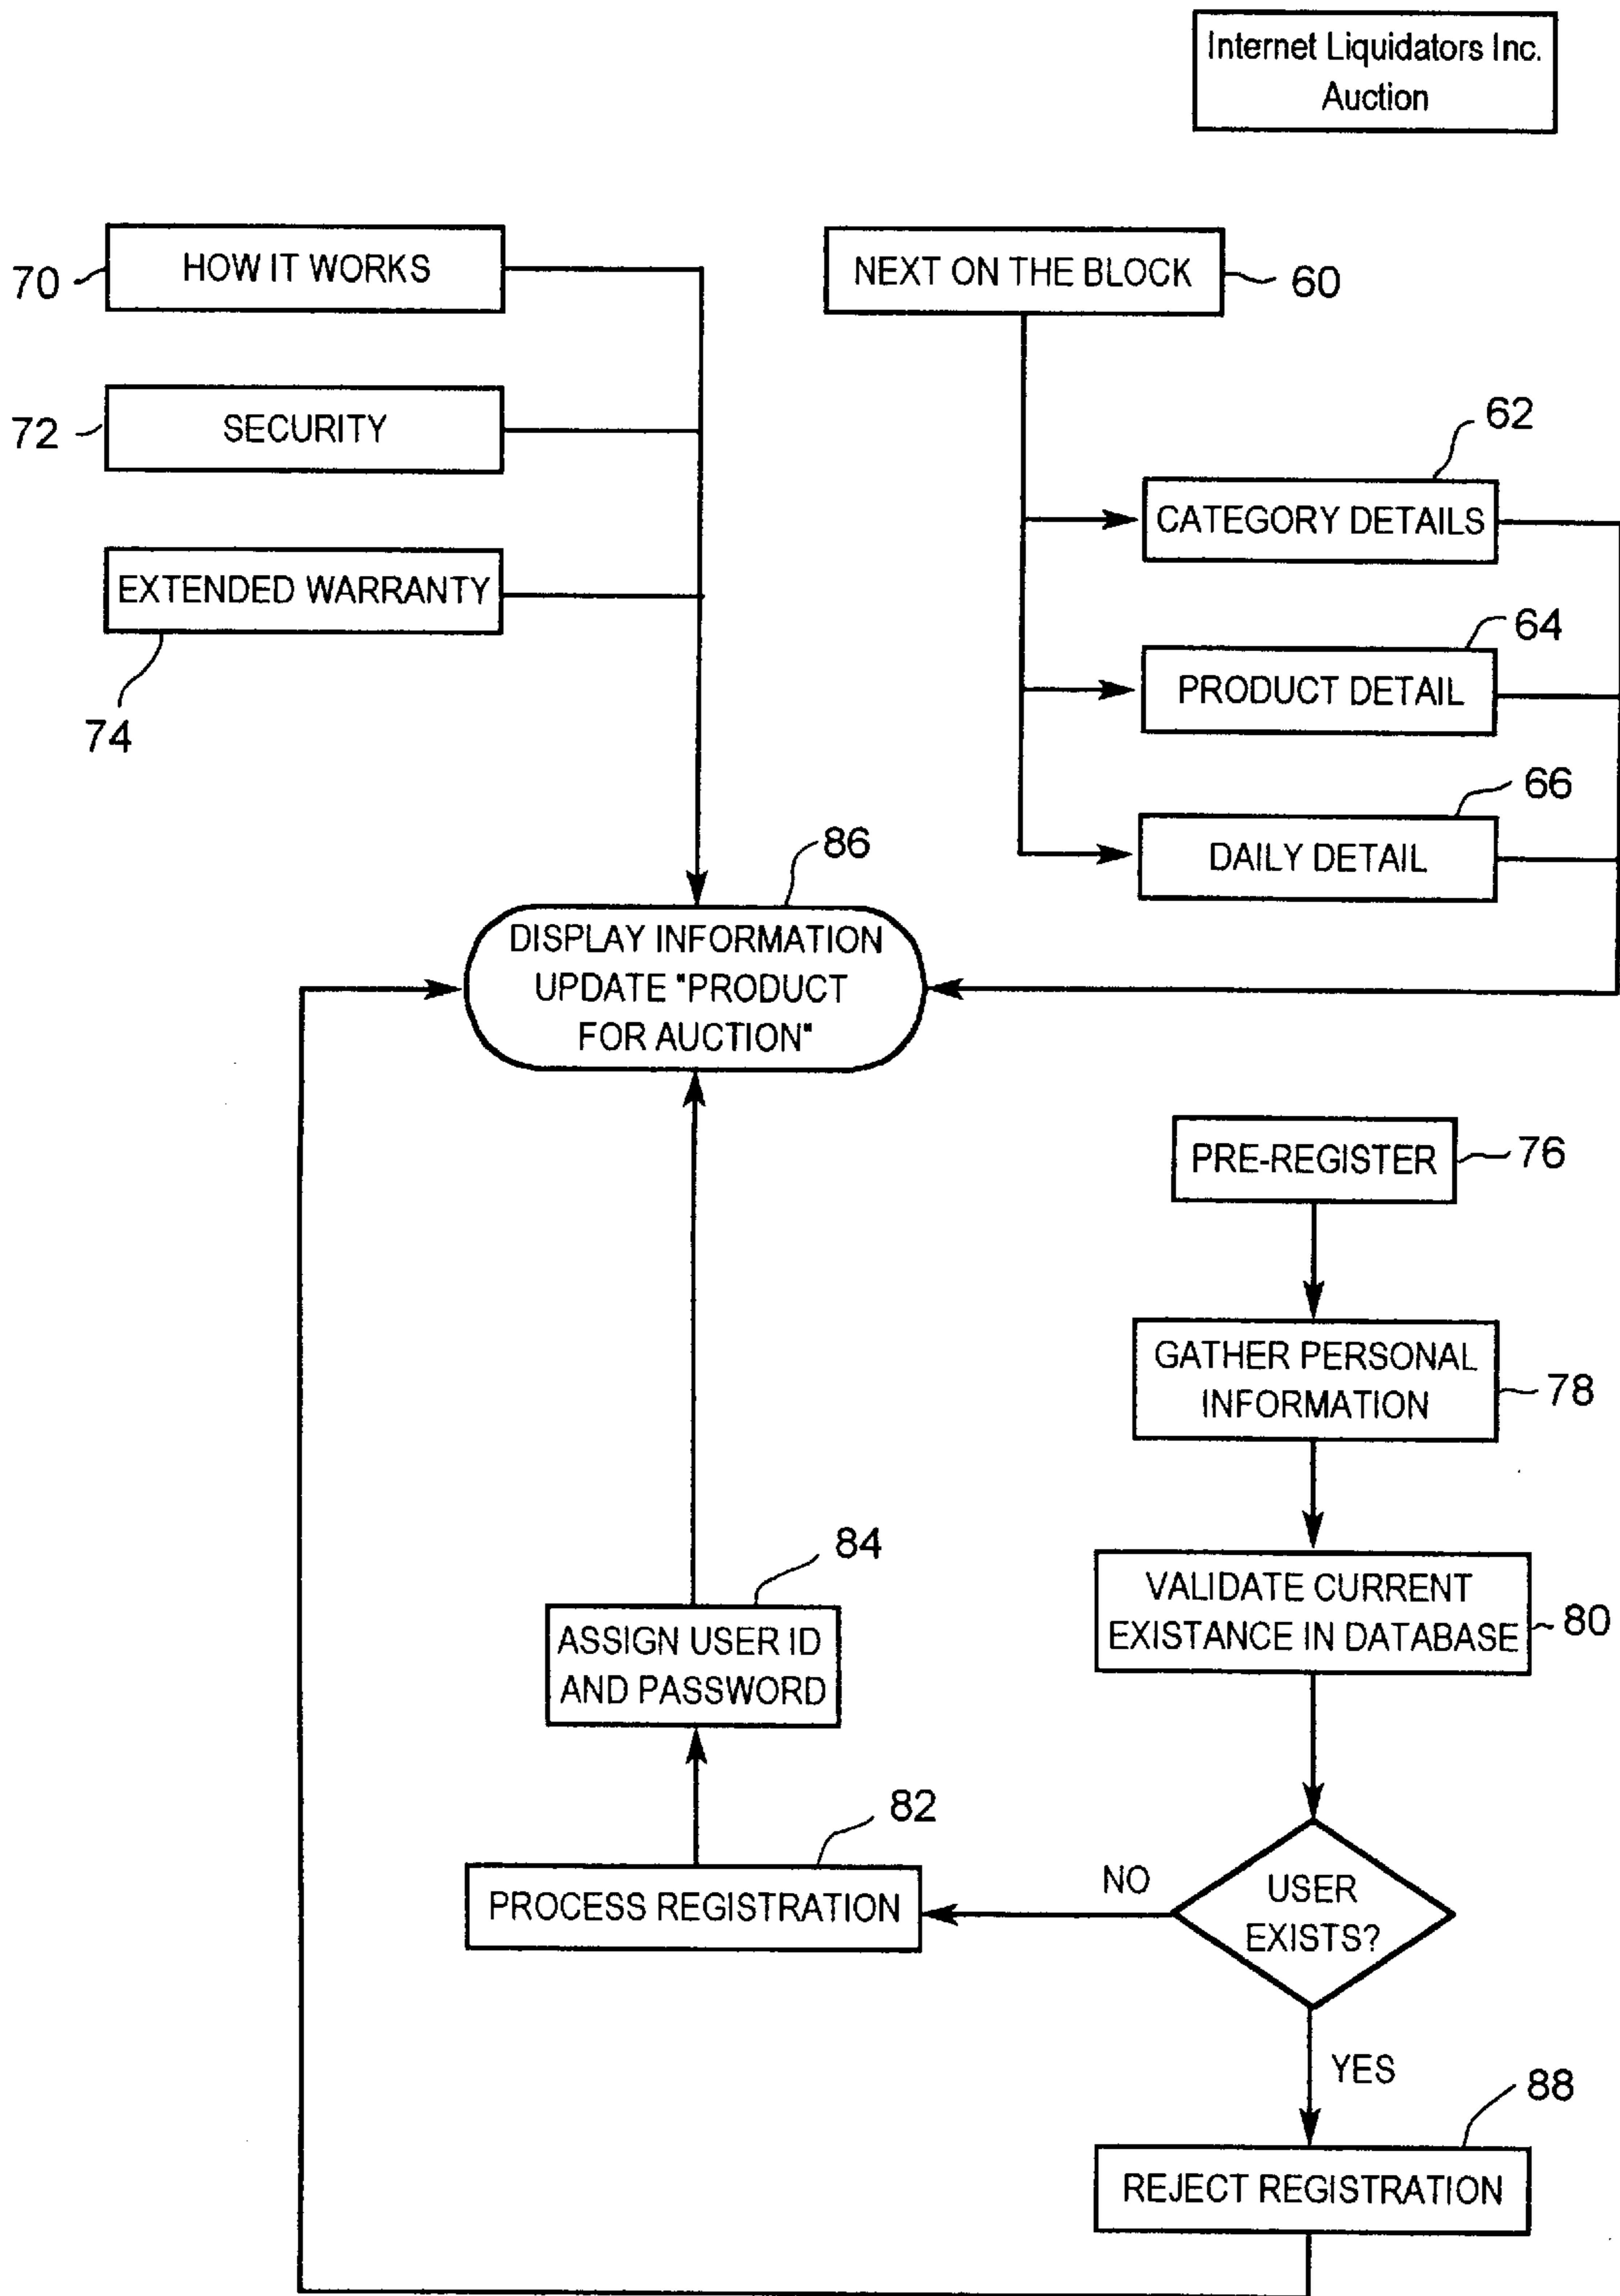 Internet Liquidators Inc.
Auction
HOW IT WORKS
70
NEXT ON THE BLOCK
60
SECURITY
72
62
CATEGORY DETAILS
EXTENDED WARRANTY
74
64
PRODUCT DETAIL
66
DAILY DETAIL
86
DISPLAY INFORMATION
UPDATE "PRODUCT
FOR AUCTION"
PRE-REGISTER
76
GATHER PERSONAL
INFORMATION
78
VALIDATE CURRENT
EXISTANCE IN DATABASE
80
84
ASSIGN USER ID
AND PASSWORD
82
PROCESS REGISTRATION
NO
USER
EXISTS?
YES
88
REJECT REGISTRATION